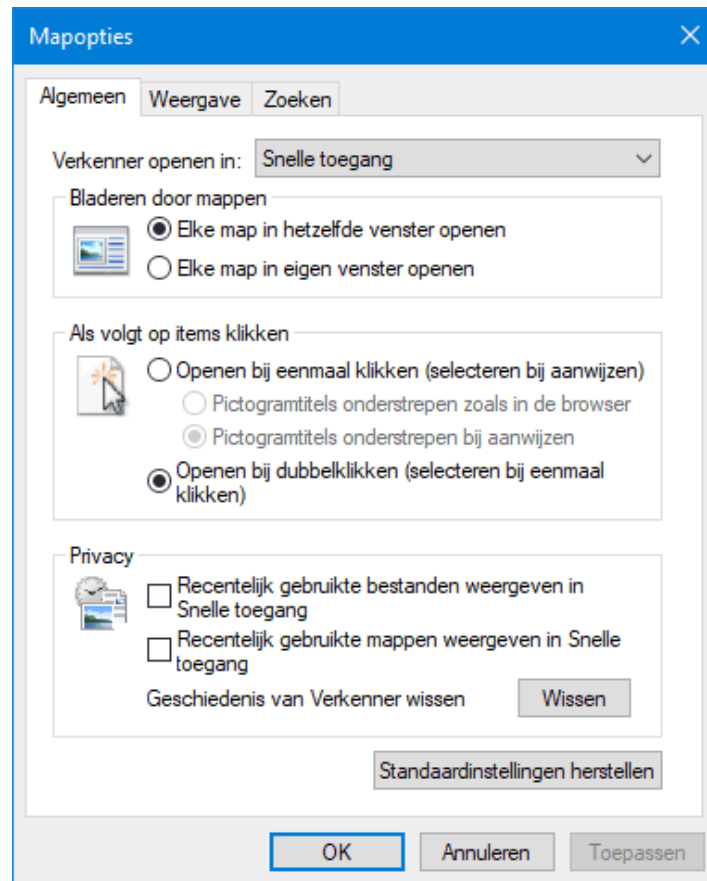 Mapopties
Algemeen Weergave Zoeken
Verkenner openen in: Snelle toegang
Bladeren door mappen
Elke map in hetzelfde venster openen
Elke map in eigen venster openen
Als volgt op items klikken
Openen bij eenmaal klikken (selecteren bij aanwijzen)
Pictogramtitels onderstrepen zoals in de browser
Pictogramtitels onderstrepen bij aanwijzen
Openen bij dubbelklikken (selecteren bij eenmaal
klikken)
Privacy
Recentelijk gebruikte bestanden weergeven in
Snelle toegang
Recentelijk gebruikte mappen weergeven in Snelle
toegang
Geschiedenis van Verkenner wissen Wissen
Standaardinstellingen herstellen
OK Annuleren Toepassen